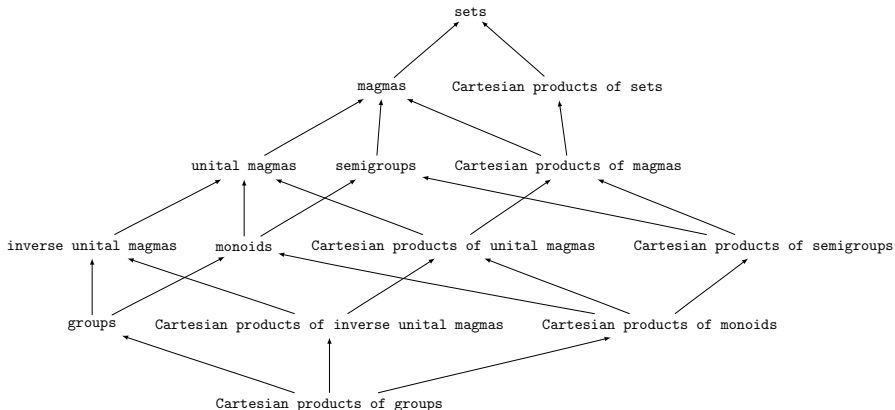 sets
magmas
Cartesian products of sets
unital magmas
semigroups
Cartesian products of magmas
inverse unital magmas
monoids
Cartesian products of unital magmas
Cartesian products of semigroups
groups
Cartesian products of inverse unital magmas
Cartesian products of monoids
Cartesian products of groups